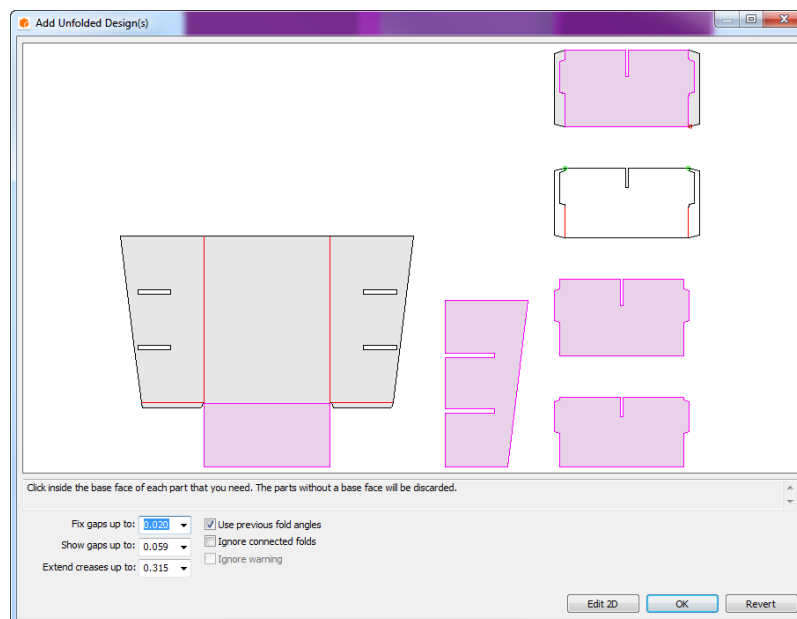 Add Unfolded Design(s)
Click inside the base face of each part that you need. The parts without a base face will be discarded.
Fix gaps up to: 0.020 Use previous fold angles
Show gaps up to: 0.059 Ignore connected folds
Extend creases up to: 0.315 Ignore warning
Edit 2D OK Revert